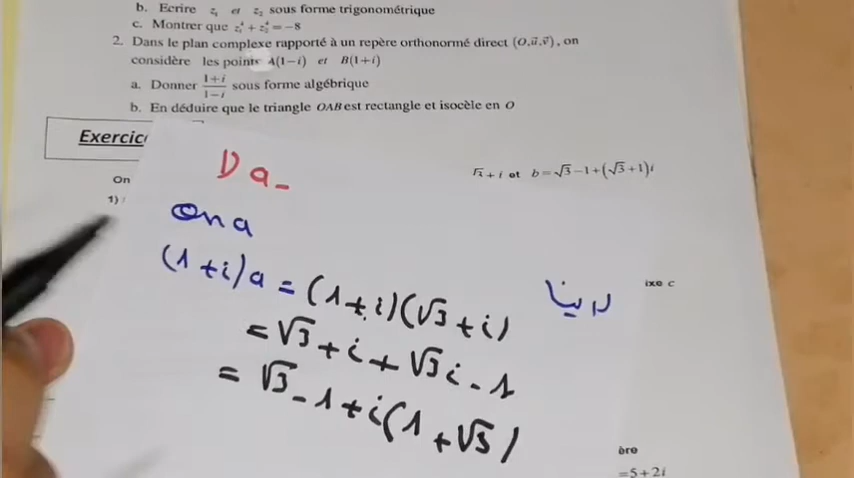 b. Ecrire z₁ et z₂ sous forme trigonométrique
c. Montrer que z₁⁴ + z₂⁴ = −8
2. Dans le plan complexe rapporté à un repère orthonormé direct (O,u⃗,v⃗), on
considère les points A(1−i) et B(1+i)
a. Donner (1+i)/(1−i) sous forme algébrique
b. En déduire que le triangle OAB est rectangle et isocèle en O
Exercic
On
√3 + i et b = √3 − 1 + (√3 + 1)i
1)
1) a -
on a
(1 + i)a = (1 + i)(√3 + i)
لدينا
ixe c
= √3 + i + √3i - 1
= √3 - 1 + i(1 + √3)
ère
= 5 + 2i